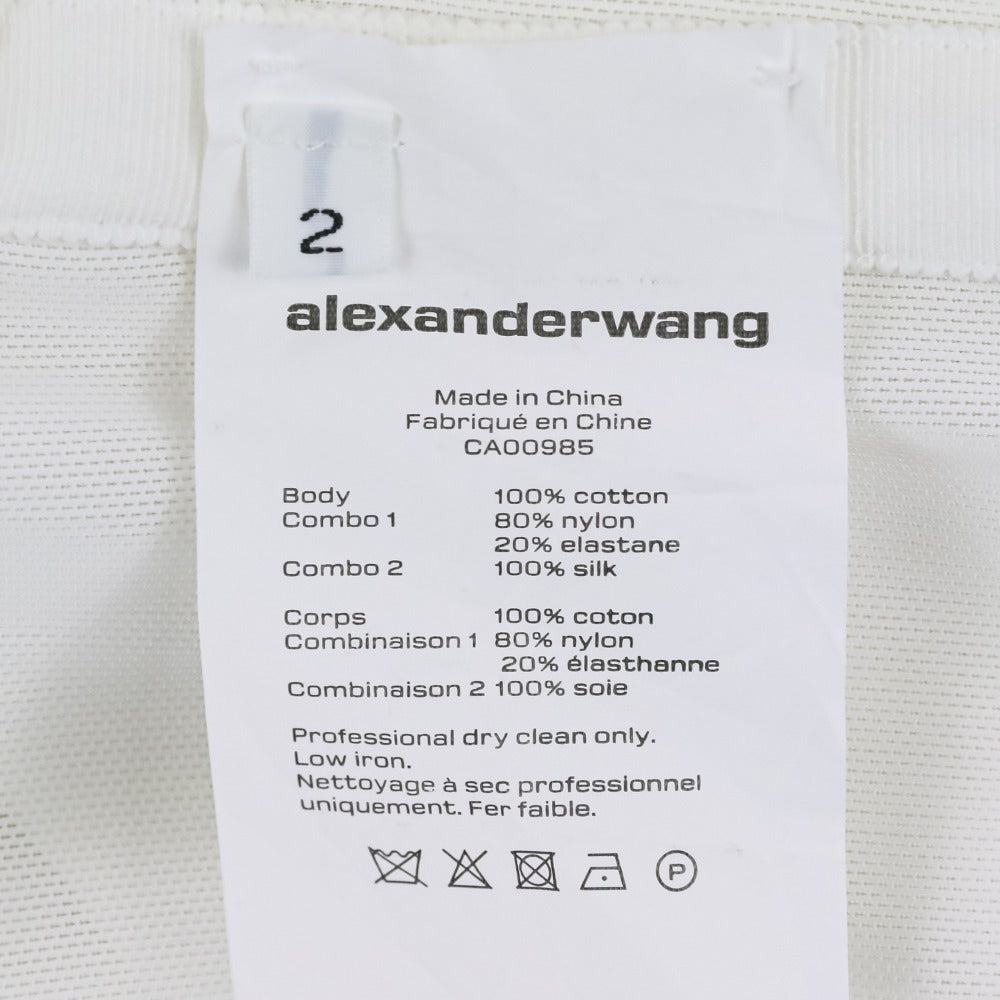 2
alexanderwang
Made in China
Fabriqué en Chine
CA00985
Body 100% cotton
Combo 1 80% nylon
20% elastane
Combo 2 100% silk
Corps 100% coton
Combinaison 1 80% nylon
20% élasthanne
Combinaison 2 100% soie
Professional dry clean only.
Low iron.
Nettoyage à sec professionnel
uniquement. Fer faible.
P